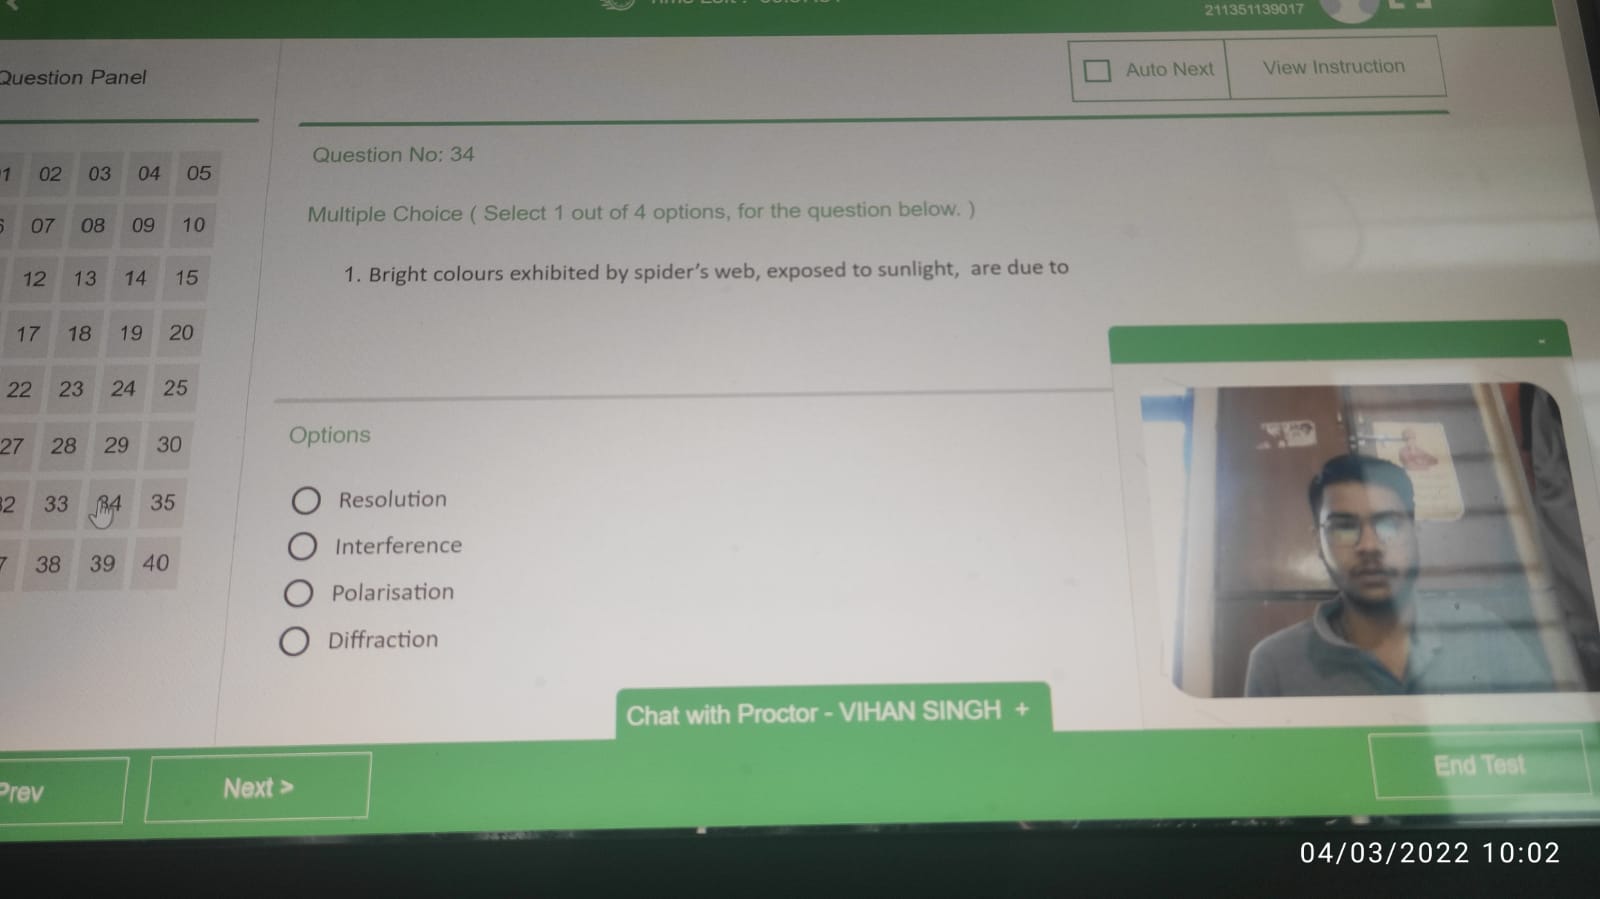 211351139017
Question Panel
Auto Next
View Instruction
Question No: 34
02 03 04 05
Multiple Choice ( Select 1 out of 4 options, for the question below. )
07 08 09 10
1. Bright colours exhibited by spider’s web, exposed to sunlight, are due to
12 13 14 15
17 18 19 20
22 23 24 25
27 28 29 30
33 34 35
38 39 40
Options
Resolution
Interference
Polarisation
Diffraction
Chat with Proctor - VIHAN SINGH +
Prev
Next >
End Test
04/03/2022 10:02